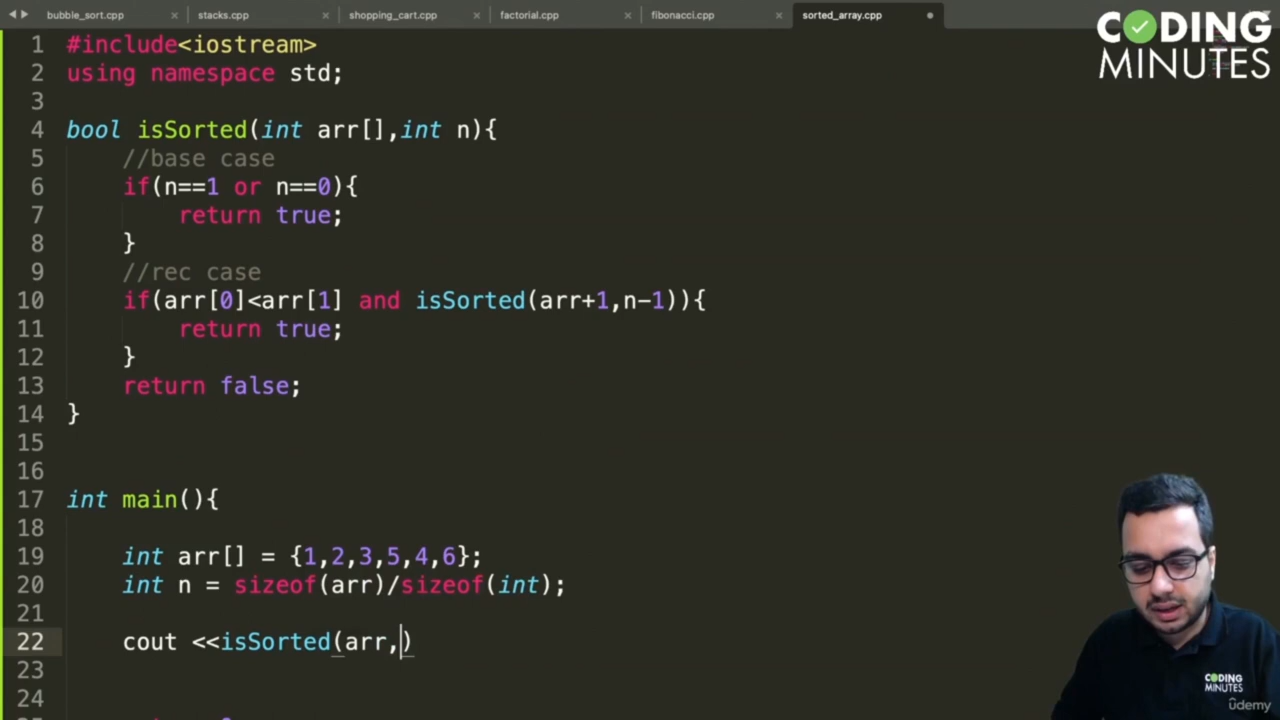 bubble_sort.cpp stacks.cpp shopping_cart.cpp factorial.cpp fibonacci.cpp sorted_array.cpp
CODING
MINUTES
1 #include<iostream>
2 using namespace std;
3
4 bool isSorted(int arr[],int n){
5 //base case
6 if(n==1 or n==0){
7 return true;
8 }
9 //rec case
10 if(arr[0]<arr[1] and isSorted(arr+1,n-1)){
11 return true;
12 }
13 return false;
14 }
15
16
17 int main(){
18
19 int arr[] = {1,2,3,5,4,6};
20 int n = sizeof(arr)/sizeof(int);
21
22 cout <<isSorted(arr,)
23
24
CODING
MINUTES
ûdemy